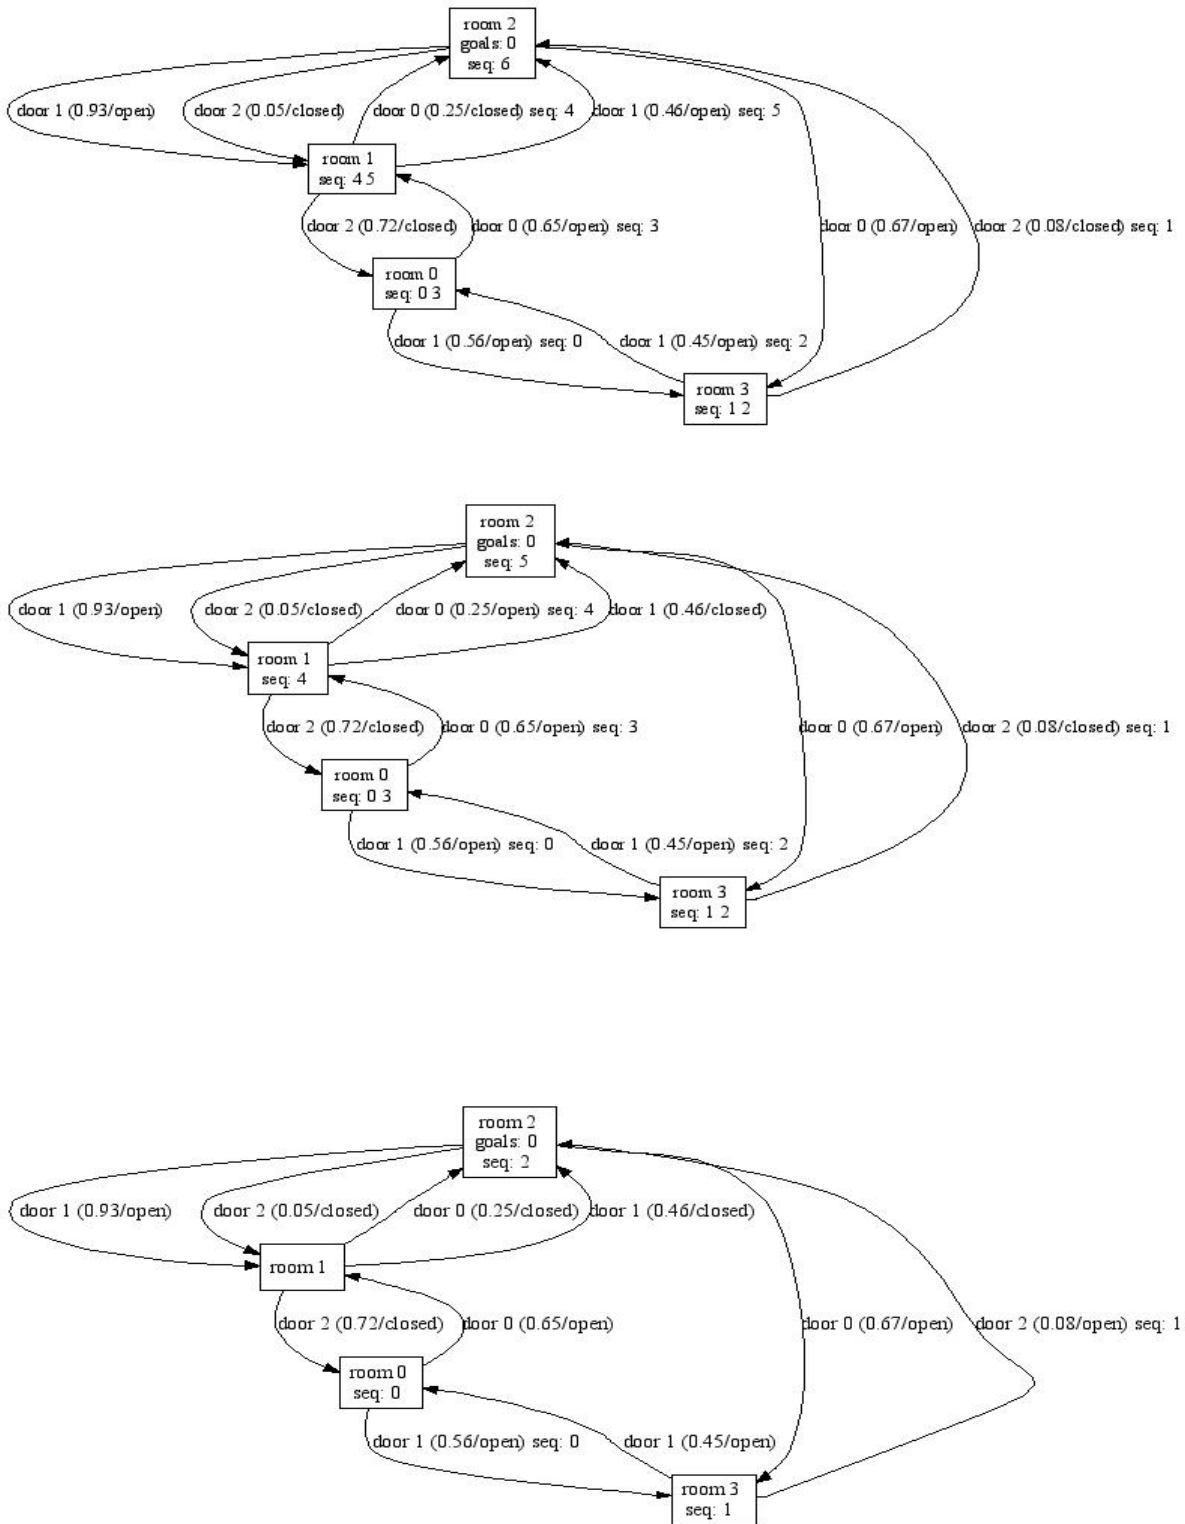 room 2
goals: 0
seq: 6
door 1 (0.93/open)
door 2 (0.05/closed)
door 0 (0.25/closed) seq: 4
door 1 (0.46/open) seq: 5
room 1
seq: 4 5
door 2 (0.72/closed)
door 0 (0.65/open) seq: 3
door 0 (0.67/open)
door 2 (0.08/closed) seq: 1
room 0
seq: 0 3
door 1 (0.56/open) seq: 0
door 1 (0.45/open) seq: 2
room 3
seq: 1 2
room 2
goals: 0
seq: 5
door 1 (0.93/open)
door 2 (0.05/closed)
door 0 (0.25/open) seq: 4
door 1 (0.46/closed)
room 1
seq: 4
door 2 (0.72/closed)
door 0 (0.65/open) seq: 3
door 0 (0.67/open)
door 2 (0.08/closed) seq: 1
room 0
seq: 0 3
door 1 (0.56/open) seq: 0
door 1 (0.45/open) seq: 2
room 3
seq: 1 2
room 2
goals: 0
seq: 2
door 1 (0.93/open)
door 2 (0.05/closed)
door 0 (0.25/closed)
door 1 (0.46/closed)
room 1
door 2 (0.72/closed)
door 0 (0.65/open)
door 0 (0.67/open)
door 2 (0.08/open) seq: 1
room 0
seq: 0
door 1 (0.56/open) seq: 0
door 1 (0.45/open)
room 3
seq: 1